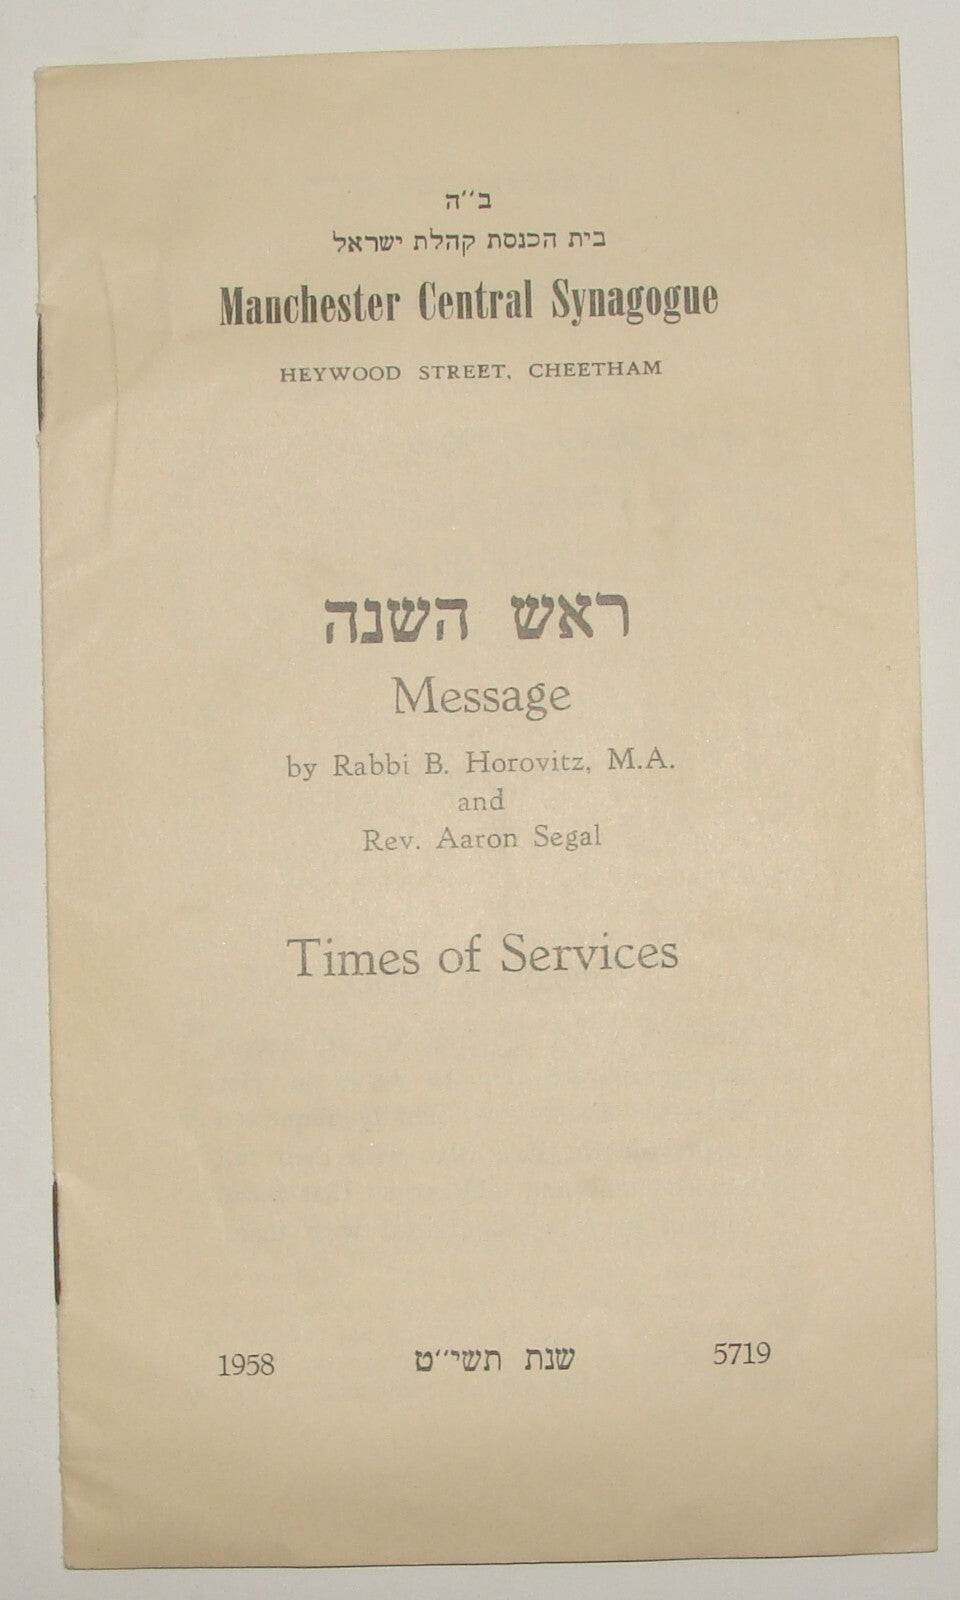 ב''ה
בית הכנסת קהלת ישראל
Manchester Central Synagogue
HEYWOOD STREET, CHEETHAM
ראש השנה
Message
by Rabbi B. Horovitz, M.A.
and
Rev. Aaron Segal
Times of Services
1958 שנת תשי''ט 5719